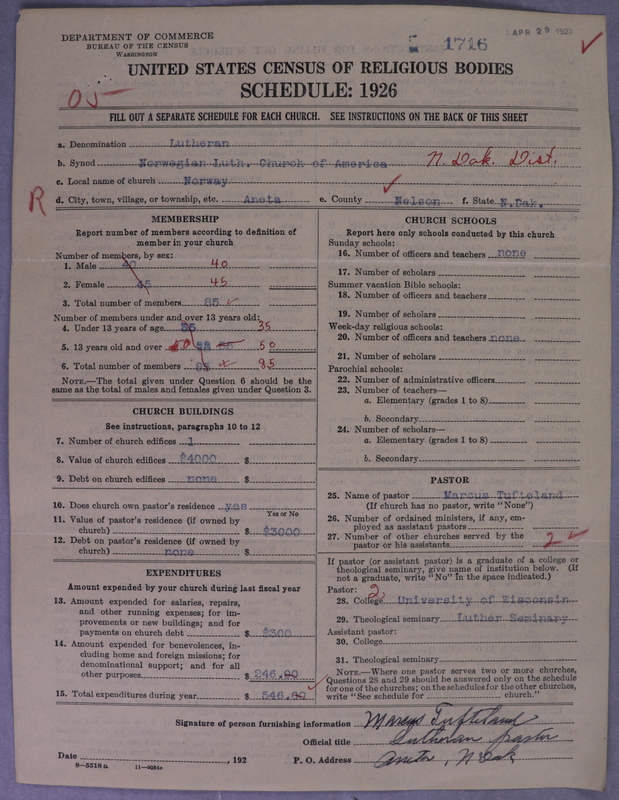 DEPARTMENT OF COMMERCE
BUREAU OF THE CENSUS
WASHINGTON
1716
APR 29 1927
UNITED STATES CENSUS OF RELIGIOUS BODIES
SCHEDULE: 1926
05
FILL OUT A SEPARATE SCHEDULE FOR EACH CHURCH. SEE INSTRUCTIONS ON THE BACK OF THIS SHEET
a. Denomination Lutheran
b. Synod Norwegian Luth. Church of America N. Dak. Dist.
c. Local name of church Norway
R d. City, town, village, or township, etc. Aneta e. County Nelson f. State N.Dak.
MEMBERSHIP
Report number of members according to definition of
member in your church
Number of members, by sex:
1. Male 40 40
2. Female 45 45
3. Total number of members 85
Number of members under and over 13 years old:
4. Under 13 years of age 35
5. 13 years old and over 50
6. Total number of members 85 85
NOTE.—The total given under Question 6 should be the
same as the total of males and females given under Question 3.
CHURCH BUILDINGS
See instructions, paragraphs 10 to 12
7. Number of church edifices 1
8. Value of church edifices $4000 $
9. Debt on church edifices none $
10. Does church own pastor's residence yes
Yes or No
11. Value of pastor's residence (if owned by
church) $ $3000
12. Debt on pastor's residence (if owned by
church) none $
EXPENDITURES
Amount expended by your church during last fiscal year
13. Amount expended for salaries, repairs,
and other running expenses; for im-
provements or new buildings; and for
payments on church debt $ $300
14. Amount expended for benevolences, in-
cluding home and foreign missions; for
denominational support; and for all
other purposes $ 246.00
15. Total expenditures during year $ 546.00
CHURCH SCHOOLS
Report here only schools conducted by this church
Sunday schools:
16. Number of officers and teachers none
17. Number of scholars
Summer vacation Bible schools:
18. Number of officers and teachers
19. Number of scholars
Week-day religious schools:
20. Number of officers and teachers none
21. Number of scholars
Parochial schools:
22. Number of administrative officers
23. Number of teachers—
a. Elementary (grades 1 to 8)
b. Secondary
24. Number of scholars—
a. Elementary (grades 1 to 8)
b. Secondary
PASTOR
25. Name of pastor Marcus Tufteland
(If church has no pastor, write "None")
26. Number of ordained ministers, if any, em-
ployed as assistant pastors
27. Number of other churches served by the
pastor or his assistants 2
If pastor (or assistant pastor) is a graduate of a college or
theological seminary, give name of institution below. (If
not a graduate, write "No" in the space indicated.)
Pastor: 2
28. College University of Wisconsin
29. Theological seminary Luther Seminary
Assistant pastor:
30. College
31. Theological seminary
NOTE.—Where one pastor serves two or more churches,
Questions 28 and 29 should be answered only on the schedule
for one of the churches; on the schedules for the other churches,
write "See schedule for church."
Signature of person furnishing information Marcus Tufteland
Official title Lutheran pastor
Date , 192 P. O. Address Aneta, N Dak
8-5518a 11-9084a